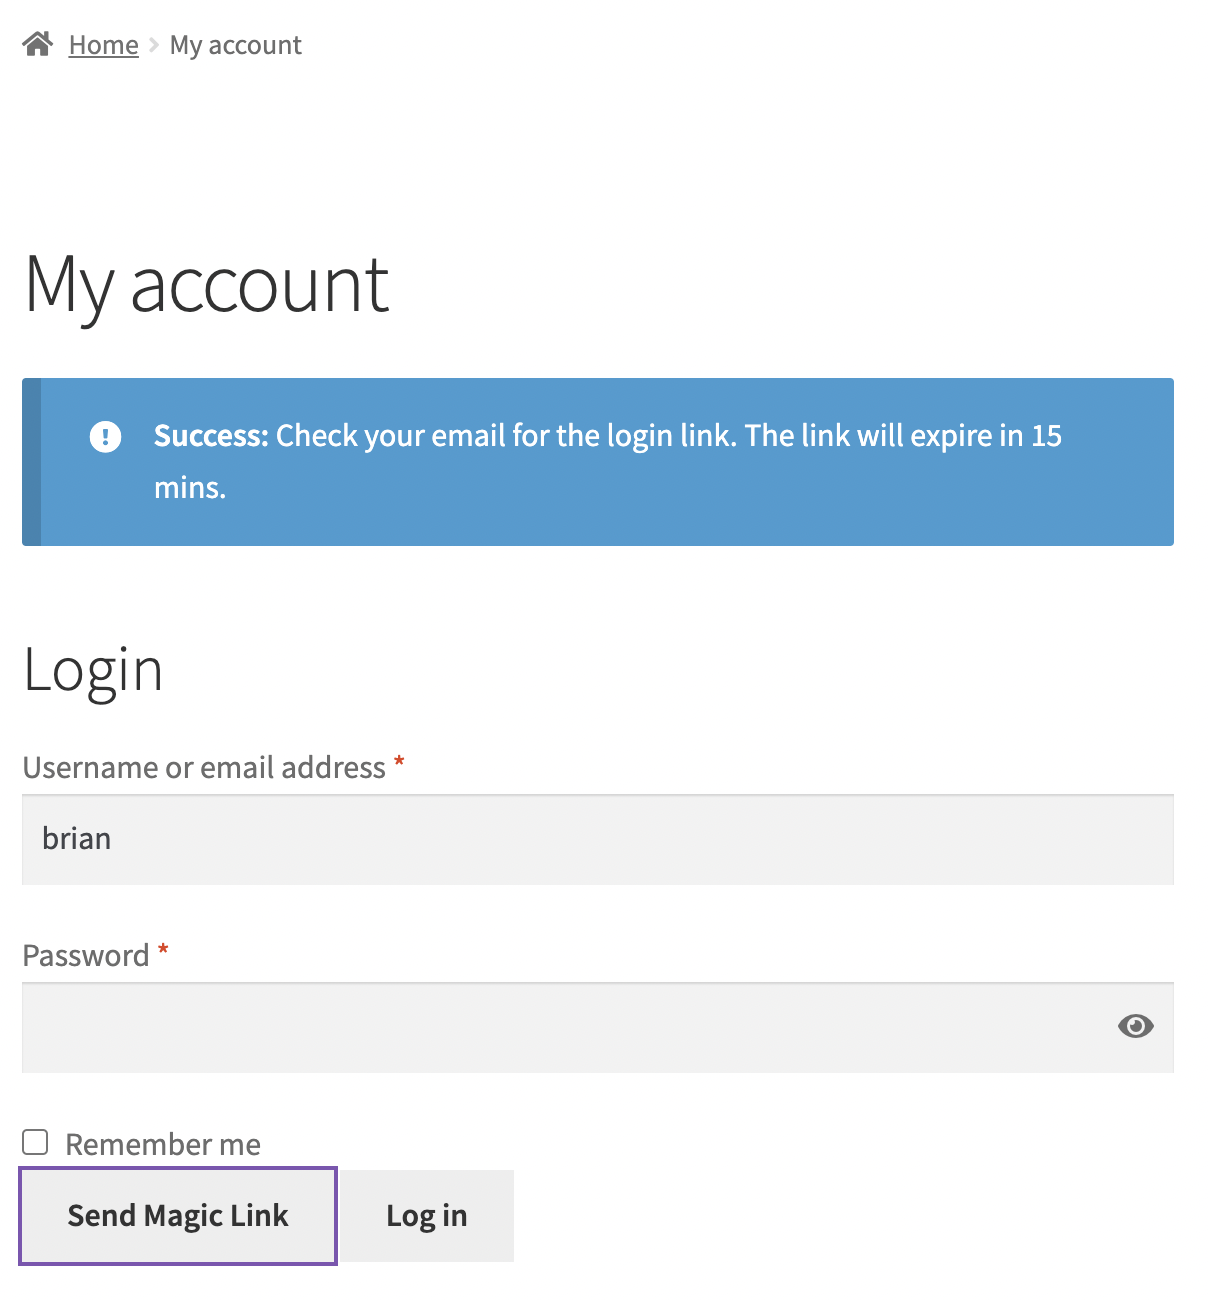 Home My account
My account
Success: Check your email for the login link. The link will expire in 15
mins.
Login
Username or email address *
brian
Password *
Remember me
Send Magic Link Log in